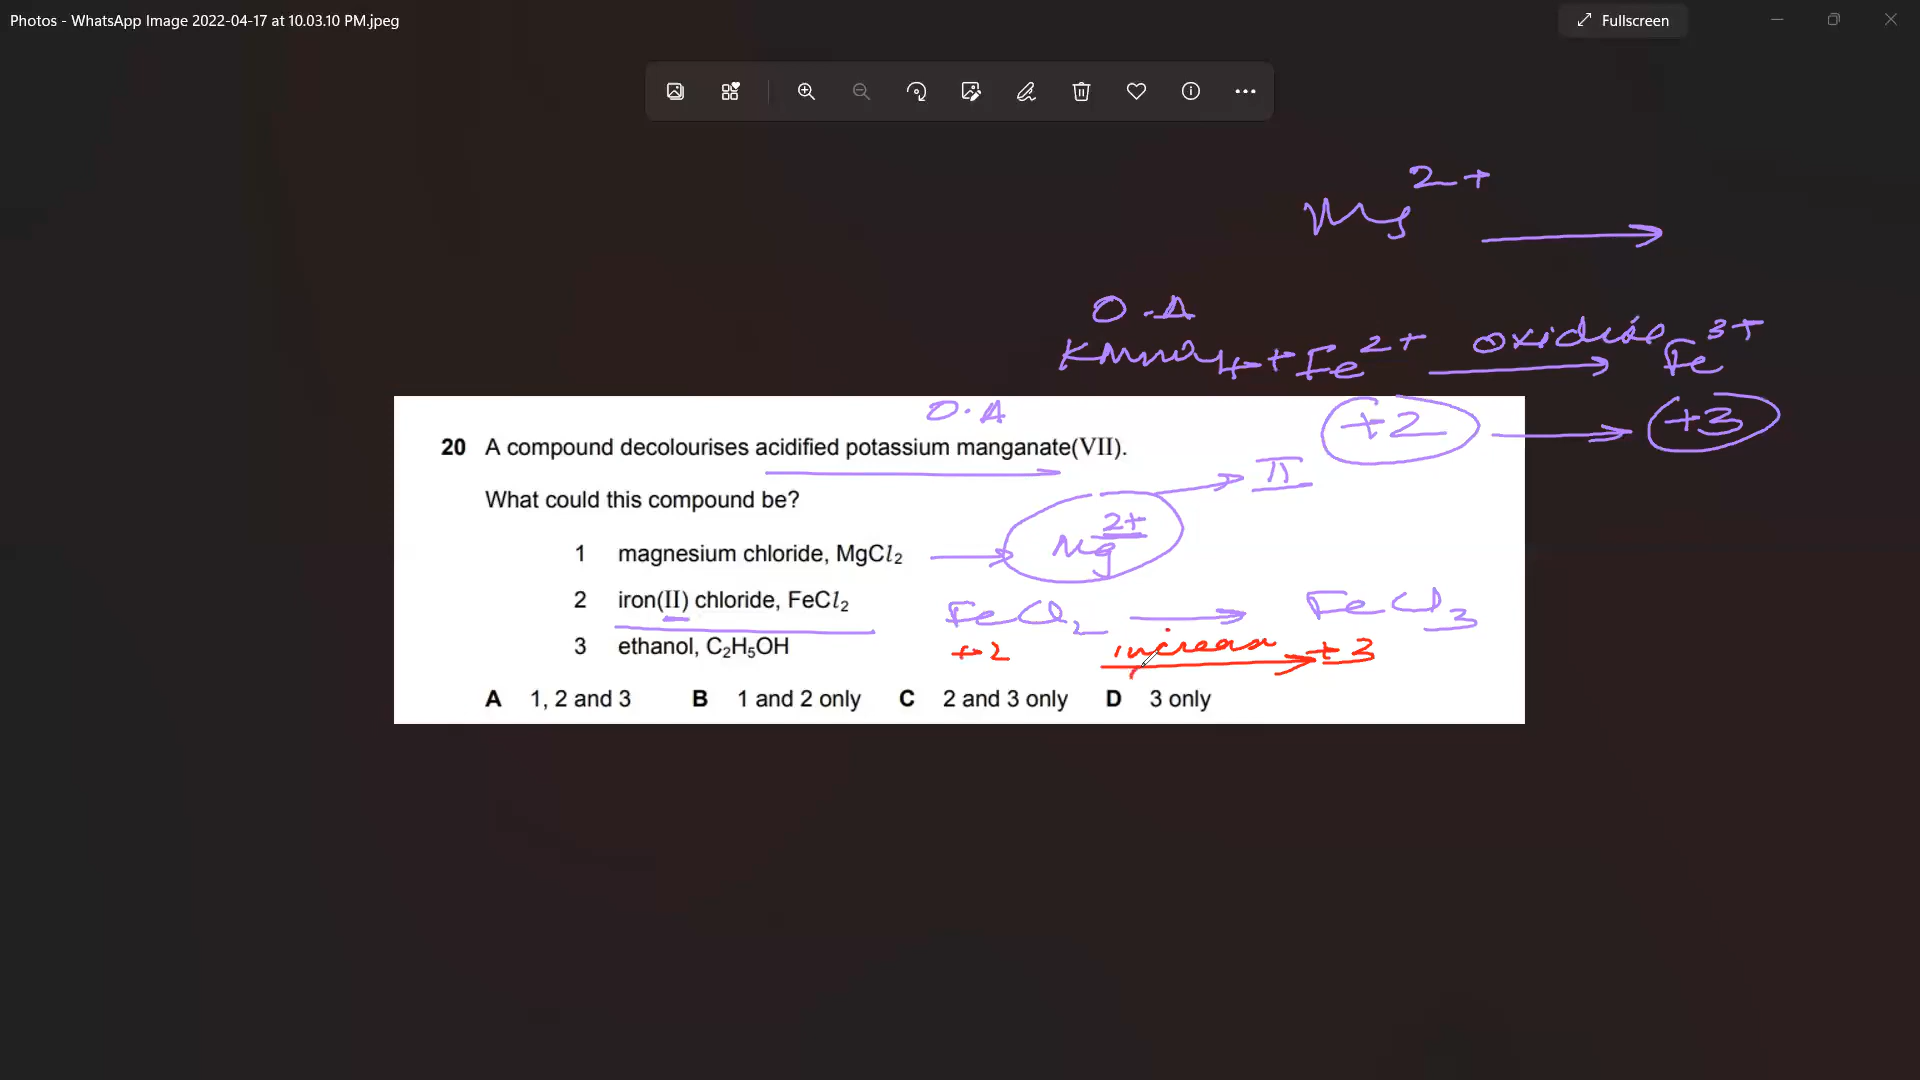 Photos - WhatsApp Image 2022-04-17 at 10.03.10 PM.jpeg
Fullscreen
Mg2+
O.A
KMnO4 + Fe2+ Fe3+
+2 +3
O.A
20 A compound decolourises acidified potassium manganate(VII).
II
What could this compound be?
Mg2+
1 magnesium chloride, MgCl2
2 iron(II) chloride, FeCl2
FeCl2 FeCl3
3 ethanol, C2H5OH
+2 increase +3
A 1, 2 and 3 B 1 and 2 only C 2 and 3 only D 3 only